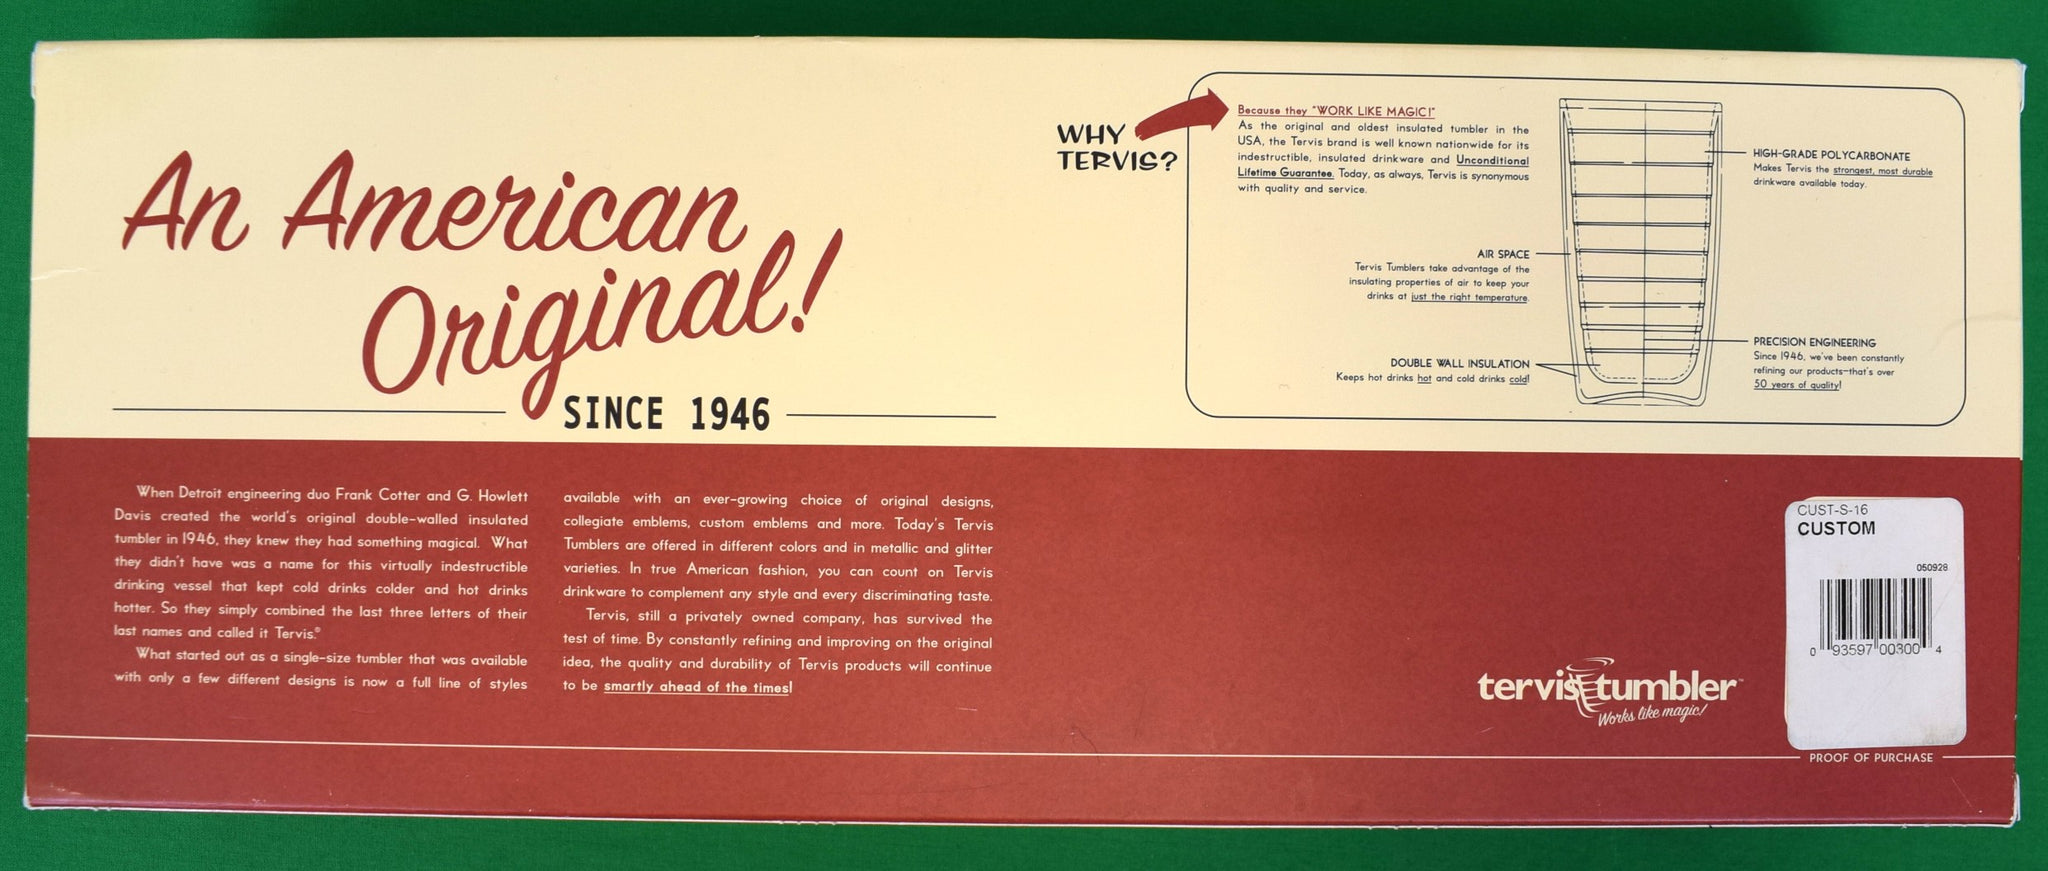 An American
Original!
SINCE 1946
WHY
TERVIS?
Because they "WORK LIKE MAGIC!"
As the original and oldest insulated tumbler in the
USA, the Tervis brand is well known nationwide for its
indestructible, insulated drinkware and Unconditional
Lifetime Guarantee. Today, as always, Tervis is synonymous
with quality and service.
HIGH-GRADE POLYCARBONATE
Makes Tervis the strongest, most durable
drinkware available today.
AIR SPACE
Tervis Tumblers take advantage of the
insulating properties of air to keep your
drinks at just the right temperature.
DOUBLE WALL INSULATION
Keeps hot drinks hot and cold drinks cold!
PRECISION ENGINEERING
Since 1946, we've been constantly
refining our products—that's over
50 years of quality!
When Detroit engineering duo Frank Cotter and G. Howlett
Davis created the world's original double-walled insulated
tumbler in 1946, they knew they had something magical. What
they didn't have was a name for this virtually indestructible
drinking vessel that kept cold drinks colder and hot drinks
hotter. So they simply combined the last three letters of their
last names and called it Tervis.®
What started out as a single-size tumbler that was available
with only a few different designs is now a full line of styles
available with an ever-growing choice of original designs,
collegiate emblems, custom emblems and more. Today's Tervis
Tumblers are offered in different colors and in metallic and glitter
varieties. In true American fashion, you can count on Tervis
drinkware to complement any style and every discriminating taste.
Tervis, still a privately owned company, has survived the
test of time. By constantly refining and improving on the original
idea, the quality and durability of Tervis products will continue
to be smartly ahead of the times!
tervis tumbler™
Works like magic!
CUST-S-16
CUSTOM
050928
0 93597 00300 4
PROOF OF PURCHASE